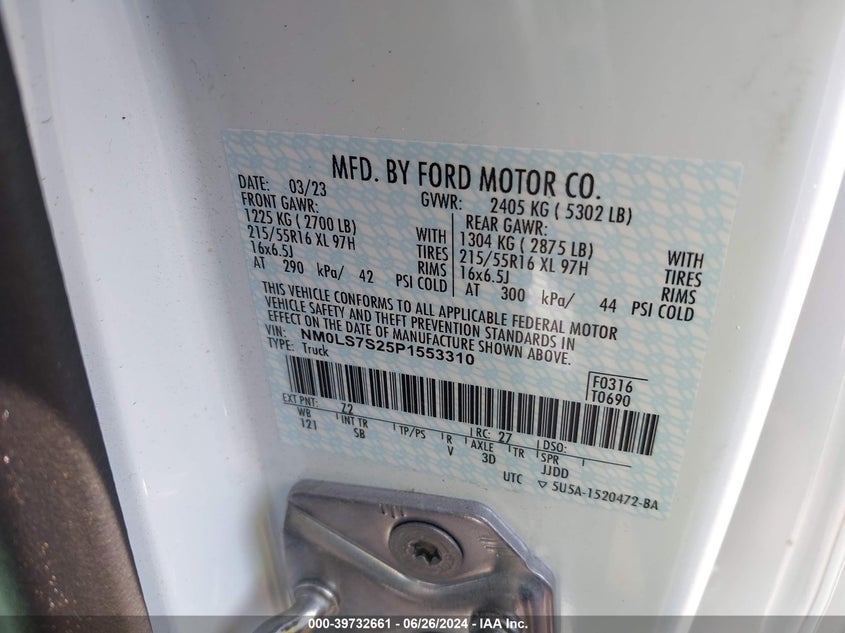 MFD. BY FORD MOTOR CO.
DATE: 03/23 GVWR: 2405 KG ( 5302 LB)
FRONT GAWR: REAR GAWR:
1225 KG ( 2700 LB) WITH 1304 KG ( 2875 LB) WITH
215/55R16 XL 97H TIRES 215/55R16 XL 97H TIRES
16x6.5J RIMS 16x6.5J RIMS
AT 290 kPa/ 42 PSI COLD AT 300 kPa/ 44 PSI COLD
THIS VEHICLE CONFORMS TO ALL APPLICABLE FEDERAL MOTOR
VEHICLE SAFETY AND THEFT PREVENTION STANDARDS IN
EFFECT ON THE DATE OF MANUFACTURE SHOWN ABOVE.
VIN: NM0LS7S25P1553310
TYPE: Truck
F0316
T0690
EXT PNT: Z2 RC: 27 DSO:
WB INT TR TP/PS R AXLE TR SPR
121 SB V 3D JJDD
UTC ▽ 5U5A-1520472-BA
000-39732661 - 06/26/2024 - IAA Inc.